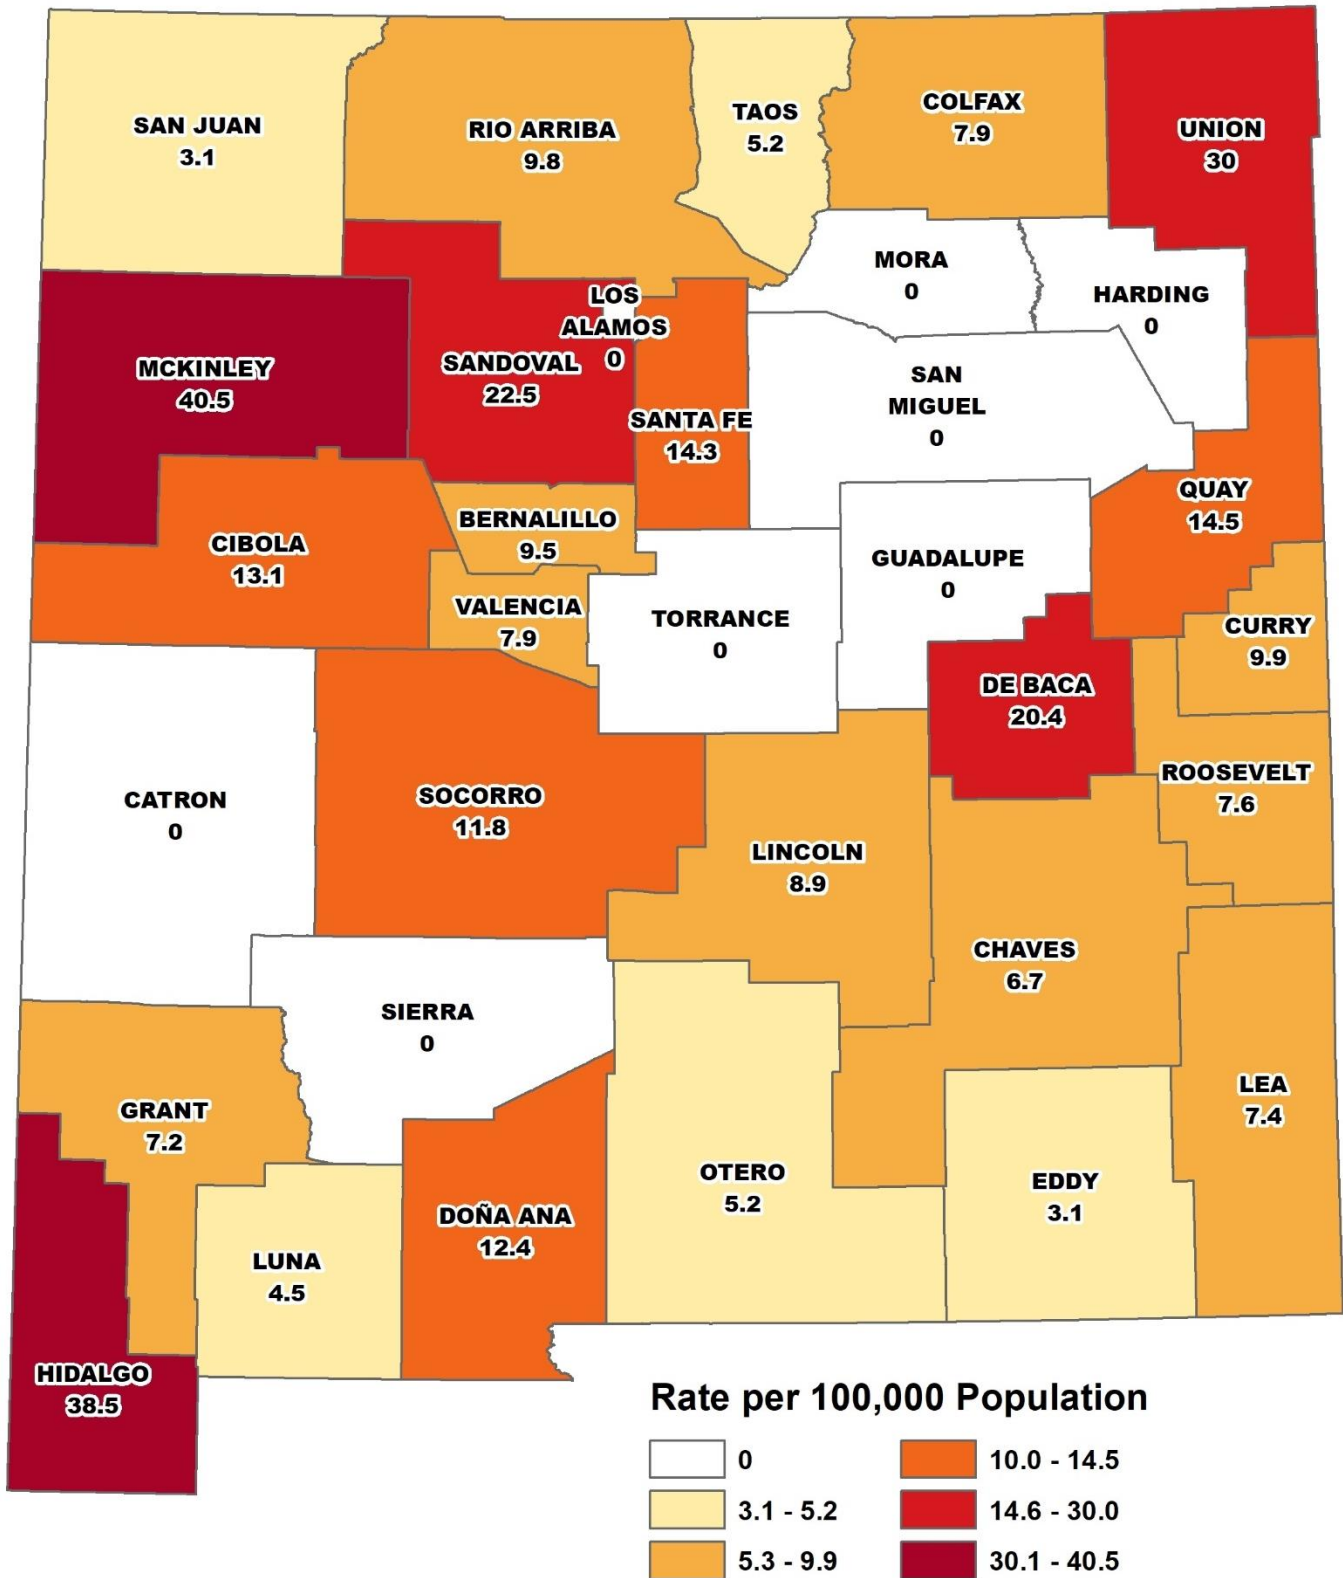 SAN JUAN
3.1
RIO ARRIBA
9.8
TAOS
5.2
COLFAX
7.9
UNION
30
MORA
0
HARDING
0
LOS
ALAMOS
0
MCKINLEY
40.5
SANDOVAL
22.5
SANTA FE
14.3
SAN
MIGUEL
0
QUAY
14.5
CIBOLA
13.1
BERNALILLO
9.5
GUADALUPE
0
VALENCIA
7.9
TORRANCE
0
CURRY
9.9
DE BACA
20.4
CATRON
0
SOCORRO
11.8
ROOSEVELT
7.6
LINCOLN
8.9
CHAVES
6.7
SIERRA
0
GRANT
7.2
LEA
7.4
OTERO
5.2
EDDY
3.1
DOÑA ANA
12.4
LUNA
4.5
HIDALGO
38.5
Rate per 100,000 Population
0
3.1 - 5.2
5.3 - 9.9
10.0 - 14.5
14.6 - 30.0
30.1 - 40.5